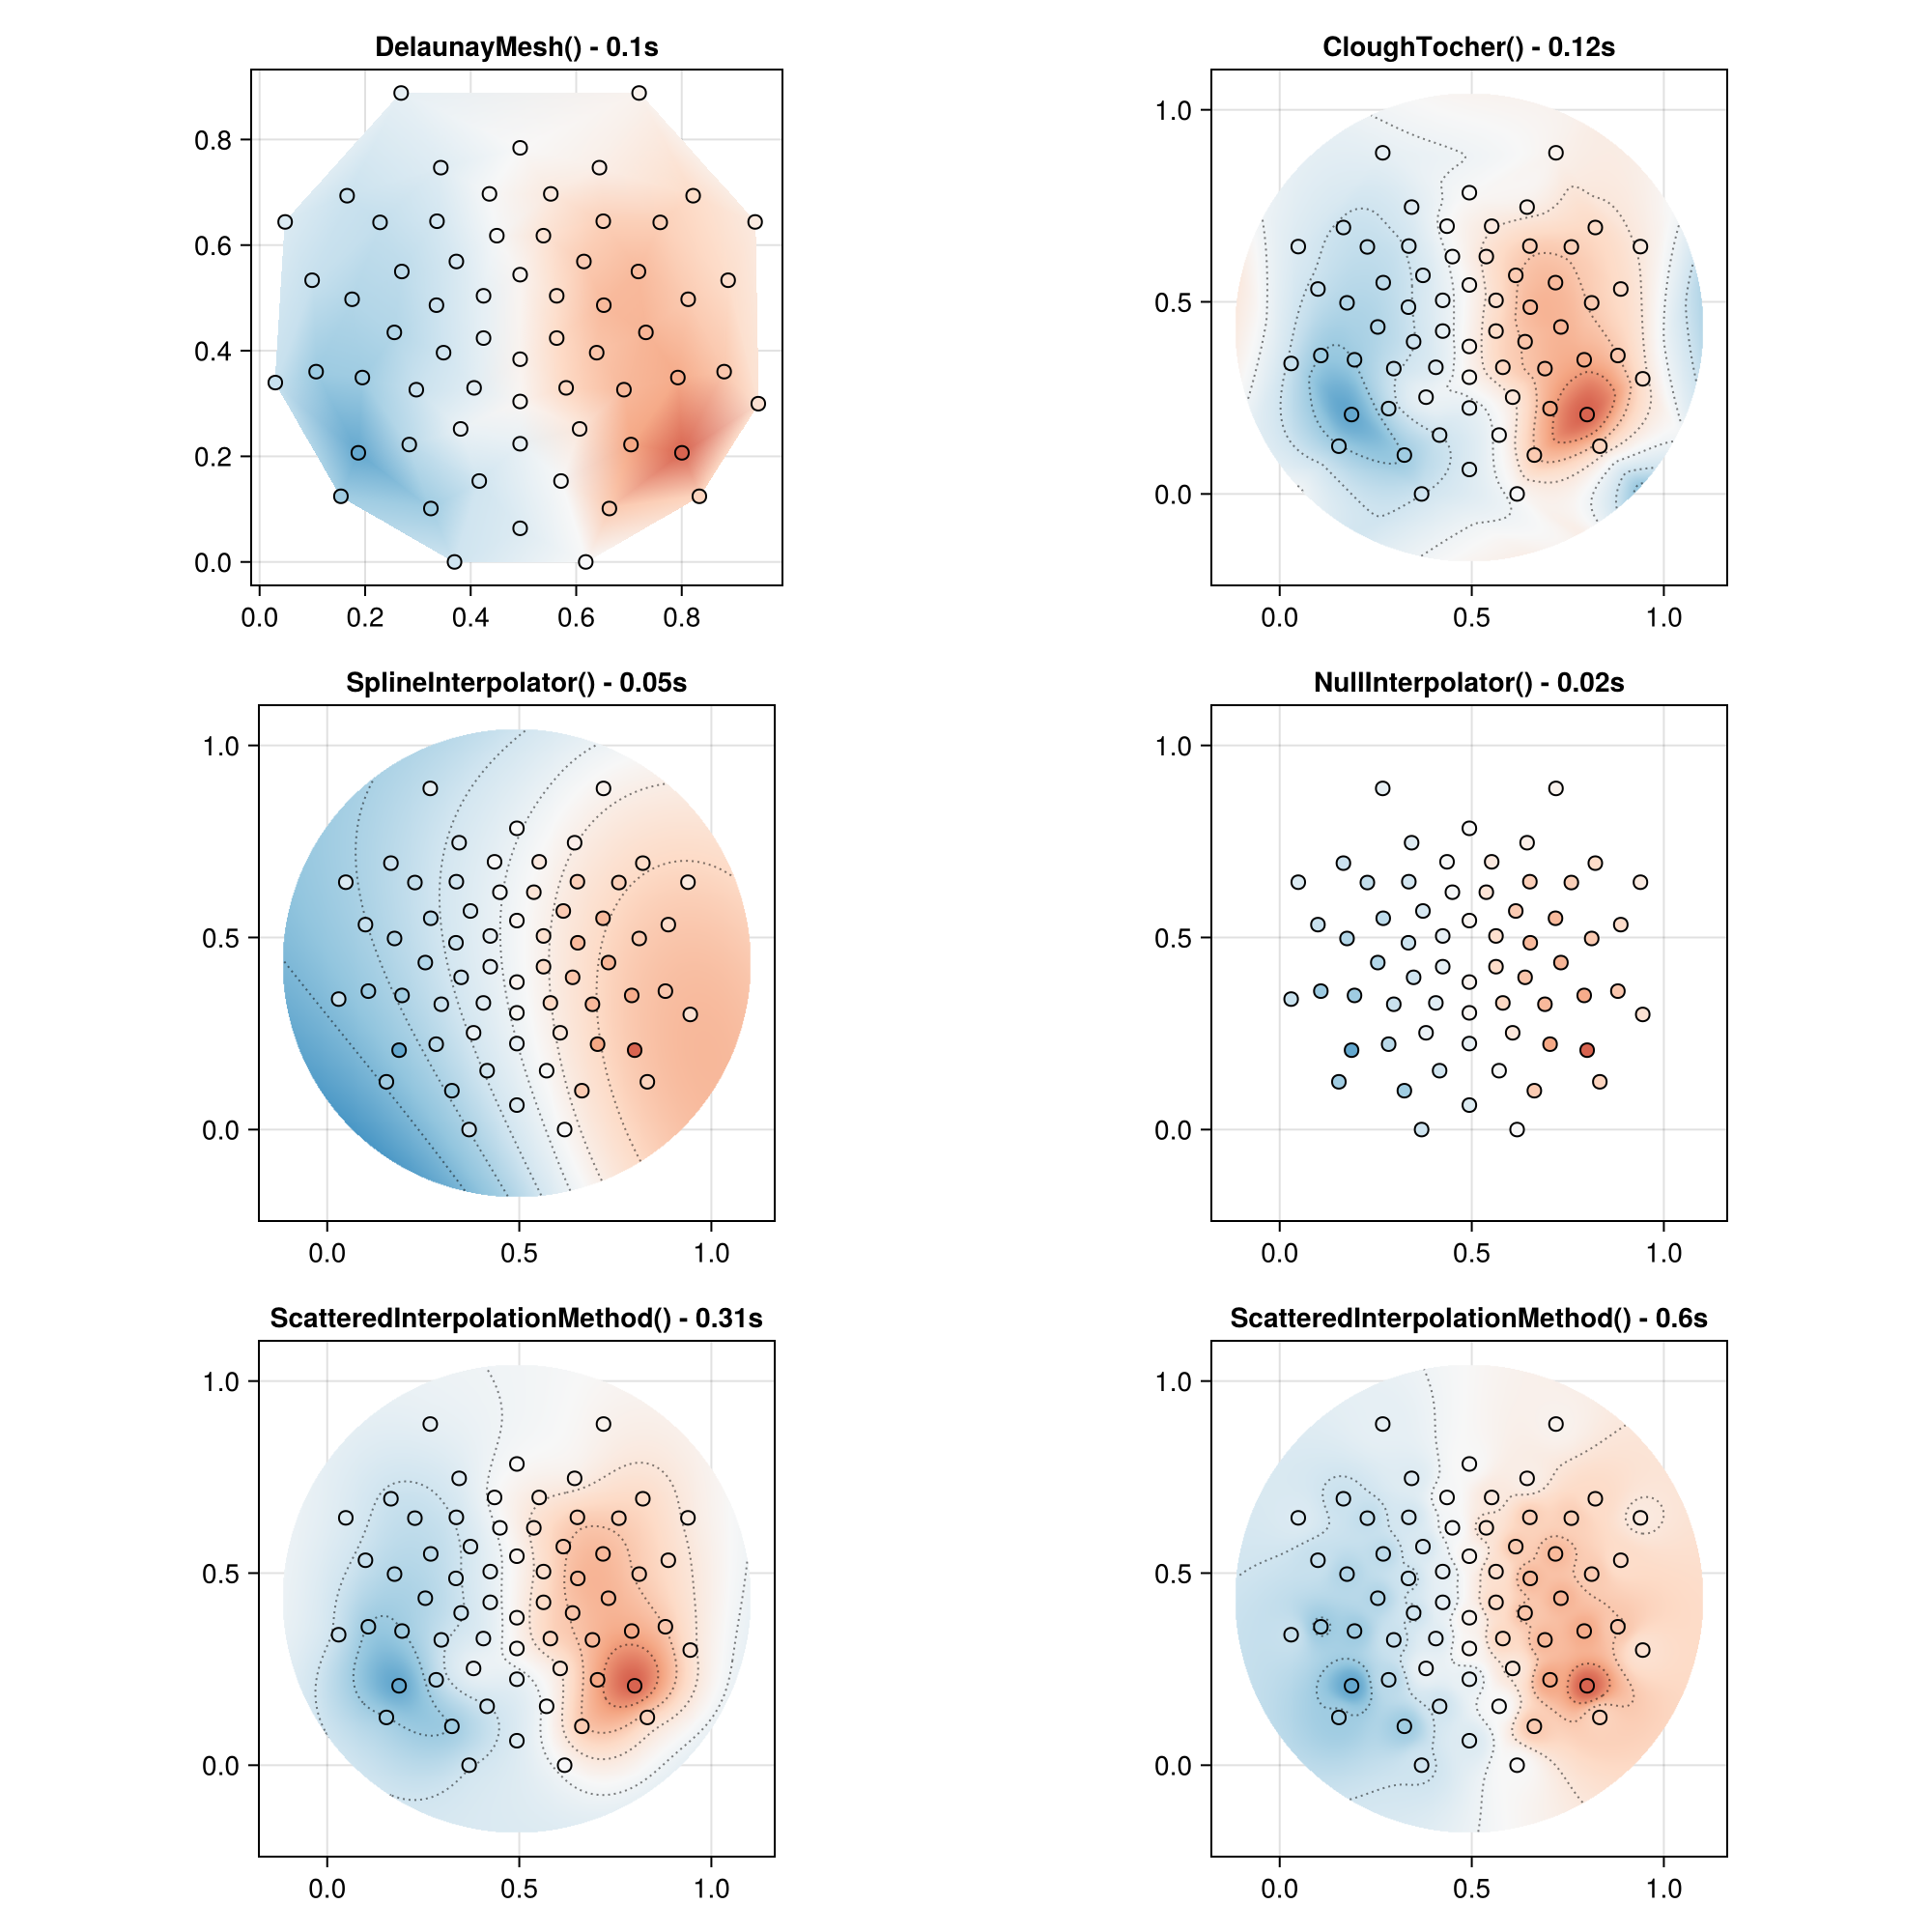 DelaunayMesh() - 0.1s
CloughTocher() - 0.12s
0.8
0.6
0.4
0.2
0.0
0.0 0.2 0.4 0.6 0.8
1.0
0.5
0.0
0.0 0.5 1.0
SplineInterpolator() - 0.05s
NullInterpolator() - 0.02s
1.0
0.5
0.0
0.0 0.5 1.0
1.0
0.5
0.0
0.0 0.5 1.0
ScatteredInterpolationMethod() - 0.31s
ScatteredInterpolationMethod() - 0.6s
1.0
0.5
0.0
0.0 0.5 1.0
1.0
0.5
0.0
0.0 0.5 1.0